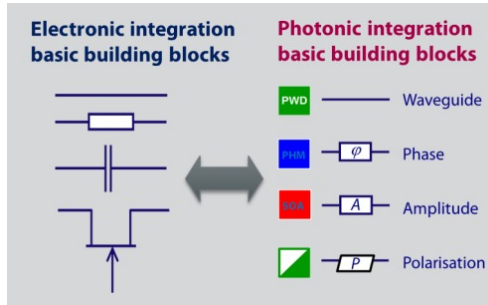 Electronic integration
basic building blocks
Photonic integration
basic building blocks
PWD
Waveguide
PHM
φ
Phase
SOA
A
Amplitude
P
Polarisation